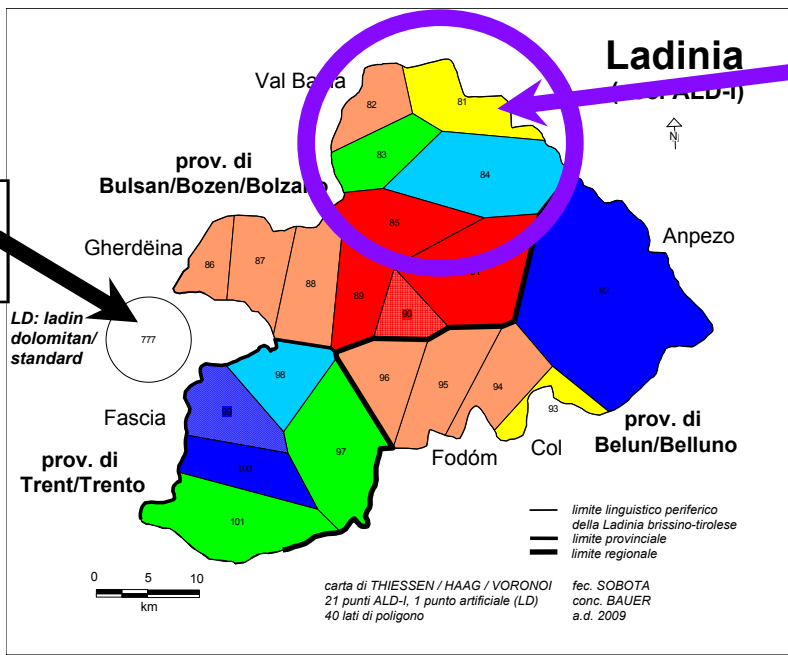 Ladinia
ALD-I)
N
Val Ba
82
81
83
84
prov. di
Bulsan/Bozen/Bolzano
85
Gherdëina
86
87
88
89
90
Anpezo
LD: ladin
dolomitan/
standard
777
98
96
95
94
93
Fascia
97
100
101
prov. di
Trent/Trento
Fodóm
Col
prov. di
Belun/Belluno
limite linguistico periferico
della Ladinia brissino-tirolese
limite provinciale
limite regionale
0 5 10
km
carta di THIESSEN / HAAG / VORONOI
21 punti ALD-I, 1 punto artificiale (LD)
40 lati di poligono
fec. SOBOTA
conc. BAUER
a.d. 2009